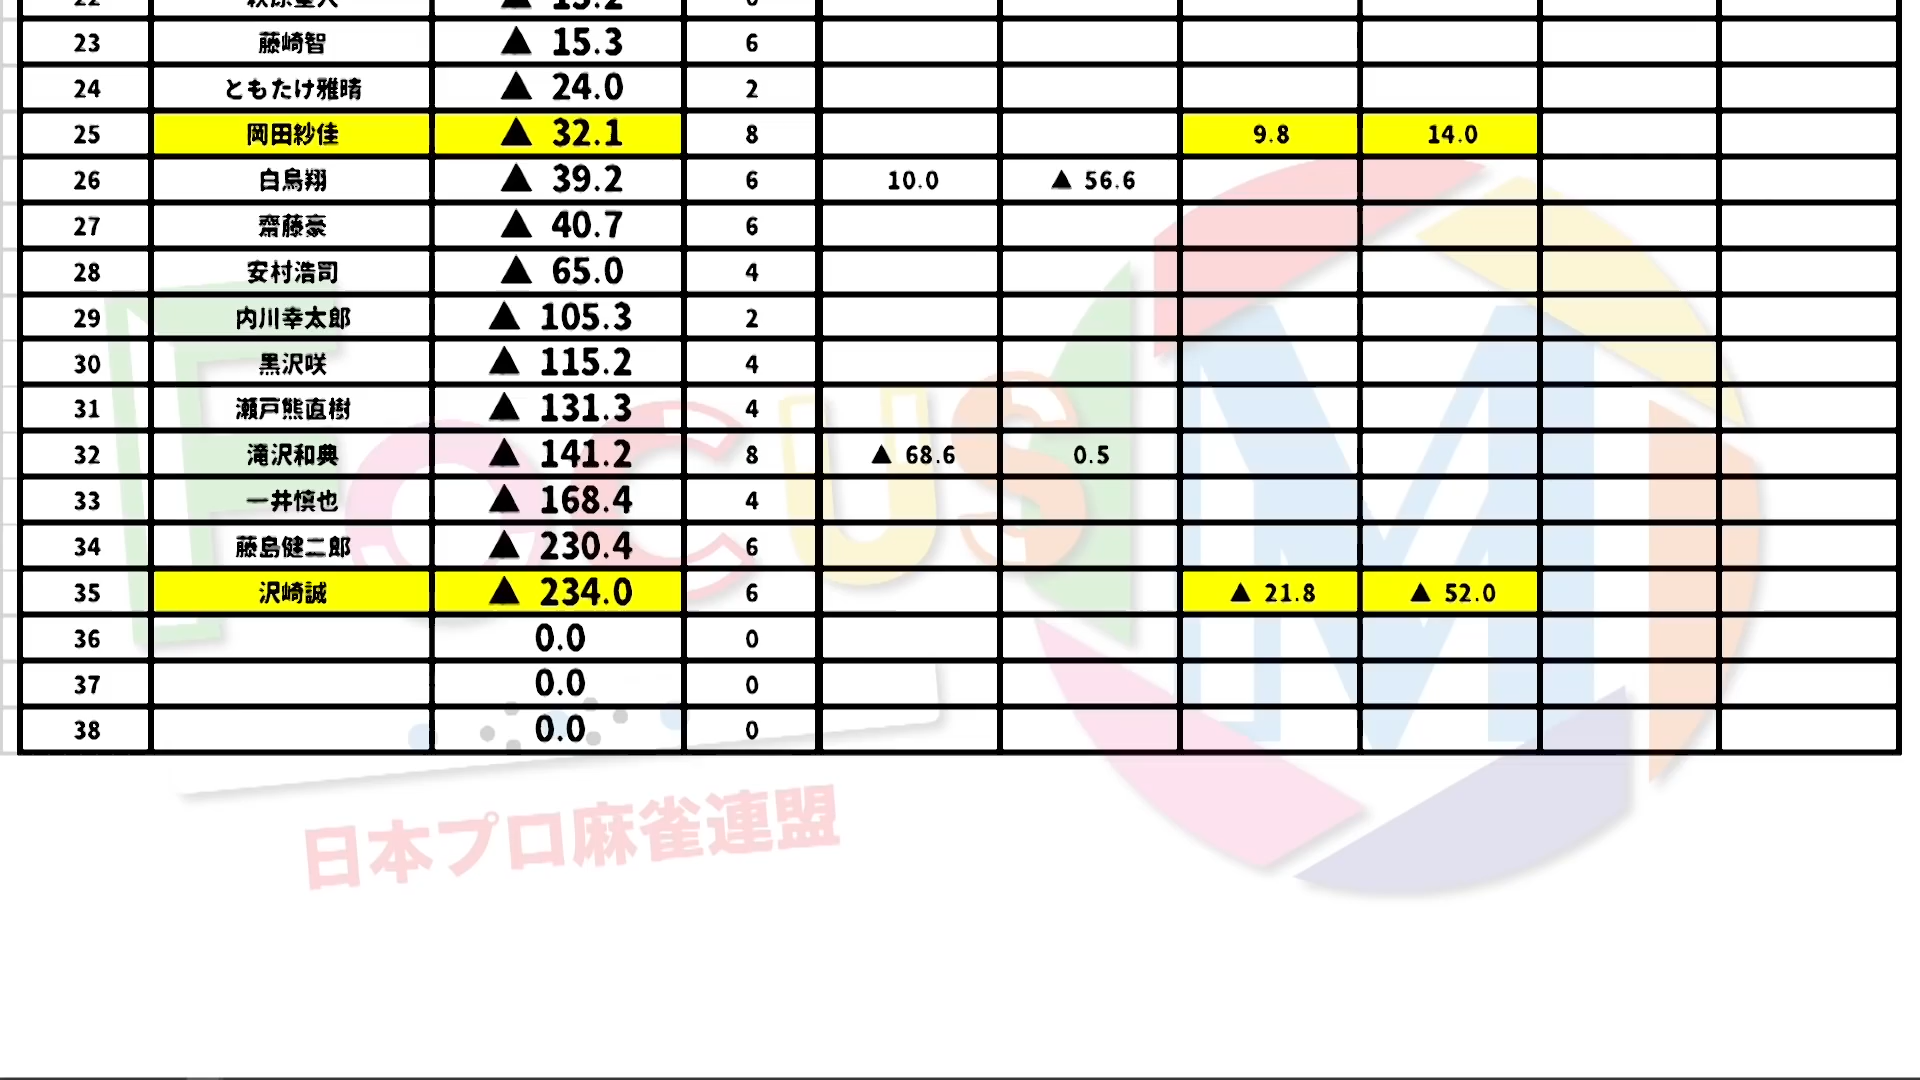 23 藤崎智 ▲ 15.3 6
24 ともたけ雅晴 ▲ 24.0 2
25 岡田紗佳 ▲ 32.1 8 9.8 14.0
26 白鳥翔 ▲ 39.2 6 10.0 ▲ 56.6
27 齋藤豪 ▲ 40.7 6
28 安村浩司 ▲ 65.0 4
29 内川幸太郎 ▲ 105.3 2
30 黒沢咲 ▲ 115.2 4
31 瀬戸熊直樹 ▲ 131.3 4
32 滝沢和典 ▲ 141.2 8 ▲ 68.6 0.5
33 一井慎也 ▲ 168.4 4
34 藤島健二郎 ▲ 230.4 6
35 沢崎誠 ▲ 234.0 6 ▲ 21.8 ▲ 52.0
36 0.0 0
37 0.0 0
38 0.0 0
FOCUS M
日本プロ麻雀連盟